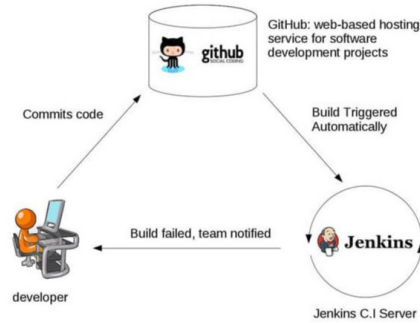 GitHub: web-based hosting
service for software
development projects
github
SOCIAL CODING
Commits code
Build Triggered
Automatically
Build failed, team notified
Jenkins
developer
Jenkins C.I Server